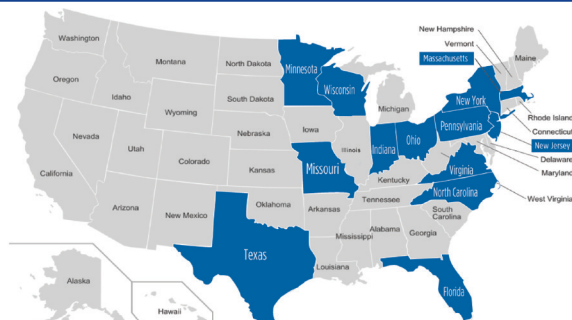 New Hampshire
Vermont
Massachusetts
Maine
Washington
Montana
North Dakota
Minnesota
Oregon
Idaho
Wyoming
South Dakota
Wisconsin
Michigan
New York
Rhode Island
Connecticu
New Jersey
Delaware
Maryland
Nevada
Utah
Colorado
Nebraska
Iowa
Illinois
Indiana
Ohio
Pennsylvania
California
Kansas
Missouri
Kentucky
Virginia
West Virginia
Arizona
New Mexico
Oklahoma
Arkansas
Tennessee
North Carolina
South
Carolina
Texas
Louisiana
Mississippi
Alabama
Georgia
Florida
Alaska
Hawaii